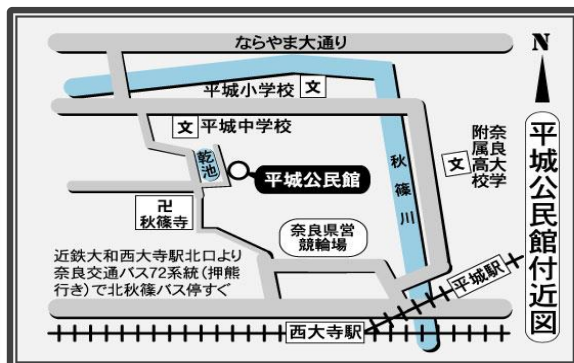 ならやま大通り
N
平城小学校
文
文
平城中学校
乾池
平城公民館
秋篠川
文
奈良大学
附属高校
平城公民館付近図
卍
秋篠寺
奈良県営
競輪場
近鉄大和西大寺駅北口より
奈良交通バス72系統(押熊
行き)で北秋篠バス停すぐ
平城駅
西大寺駅